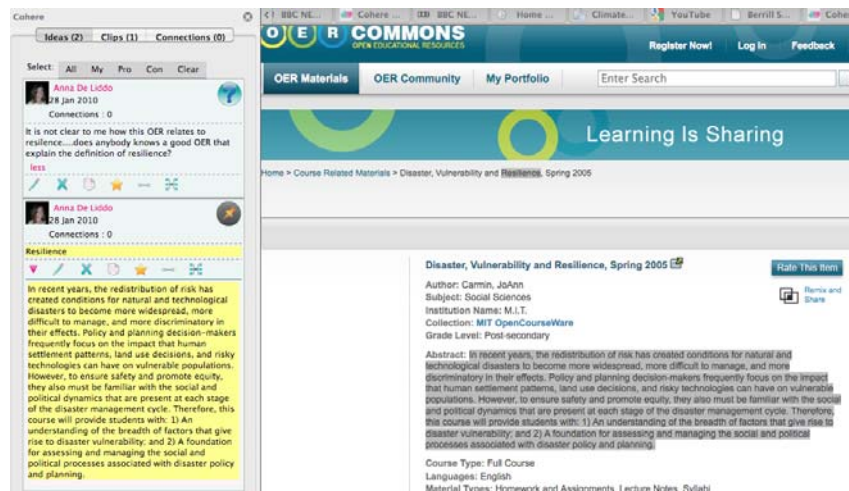 Cohere
Ideas (2) Clips (1) Connections (0)
Select: All My Pro Con Clear
Anna De Liddo
28 Jan 2010
Connections : 0
It is not clear to me how this OER relates to
resilence....does anybody knows a good OER that
explain the definition of resilience?
less
Anna De Liddo
28 Jan 2010
Connections : 0
Resilience
In recent years, the redistribution of risk has
created conditions for natural and technological
disasters to become more widespread, more
difficult to manage, and more discriminatory in
their effects. Policy and planning decision-makers
frequently focus on the impact that human
settlement patterns, land use decisions, and risky
technologies can have on vulnerable populations.
However, to ensure safety and promote equity,
they also must be familiar with the social and
political dynamics that are present at each stage
of the disaster management cycle. Therefore, this
course will provide students with: 1) An
understanding of the breadth of factors that give
rise to disaster vulnerability; and 2) A foundation
for assessing and managing the social and
political processes associated with disaster policy
and planning.
BBC NE... Cohere ... BBC NE... Home ... Climate... YouTube Berrill S... Cohe
OER COMMONS
OPEN EDUCATIONAL RESOURCES
Register Now! Log In Feedback
OER Materials OER Community My Portfolio Enter Search
Learning Is Sharing
Home > Course Related Materials > Disaster, Vulnerability and Resilience, Spring 2005
Disaster, Vulnerability and Resilience, Spring 2005
Rate This Item
Author: Carmin, JoAnn
Subject: Social Sciences
Remix and
Share
Institution Name: M.I.T.
Collection: MIT OpenCourseWare
Grade Level: Post-secondary
Abstract: In recent years, the redistribution of risk has created conditions for natural and
technological disasters to become more widespread, more difficult to manage, and more
discriminatory in their effects. Policy and planning decision-makers frequently focus on the impact
that human settlement patterns, land use decisions, and risky technologies can have on vulnerable
populations. However, to ensure safety and promote equity, they also must be familiar with the social
and political dynamics that are present at each stage of the disaster management cycle. Therefore,
this course will provide students with: 1) An understanding of the breadth of factors that give rise to
disaster vulnerability; and 2) A foundation for assessing and managing the social and political
processes associated with disaster policy and planning.
Course Type: Full Course
Languages: English
Material Types: Homework and Assignments, Lecture Notes, Syllabi